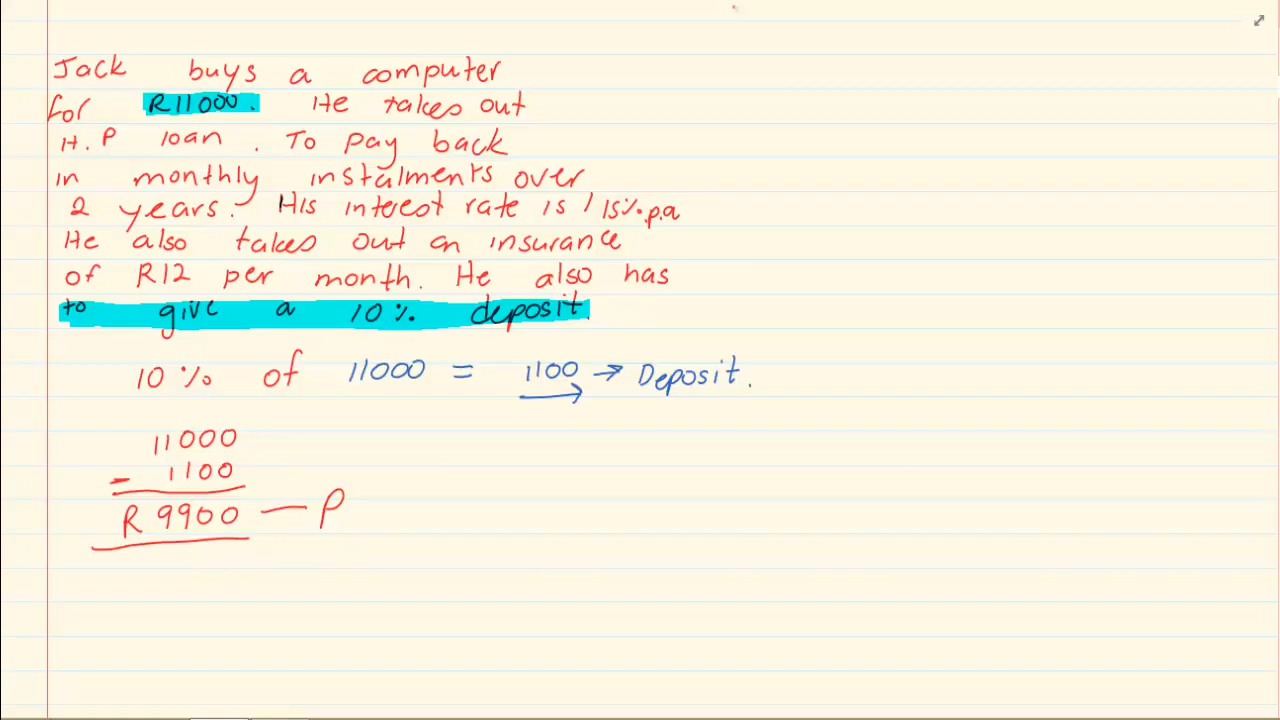 Jack buys a computer
for R11000. He takes out
H.P loan. To pay back
in monthly instalments over
2 years. His interest rate is / 15% p.a
He also takes out an insurance
of R12 per month. He also has
to give a 10% deposit
10% of 11000 = 1100 → Deposit.
11000
- 1100
R 9900 — P